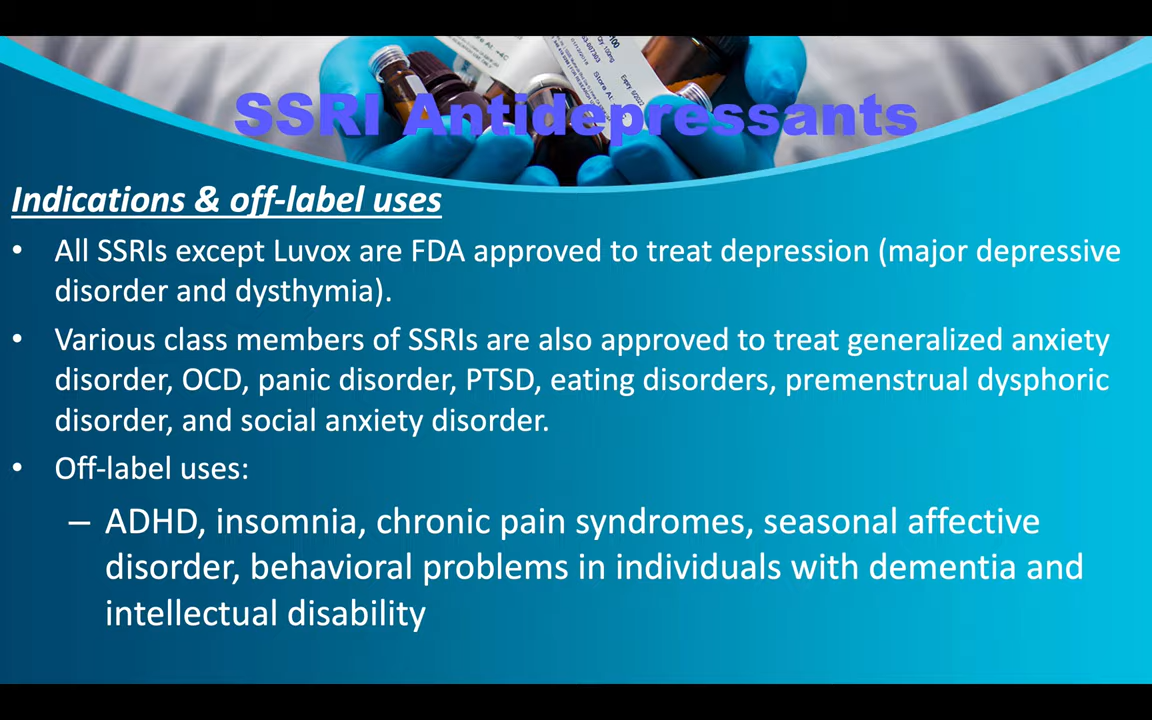 SSRI Antidepressants
Indications & off-label uses
• All SSRIs except Luvox are FDA approved to treat depression (major depressive
disorder and dysthymia).
• Various class members of SSRIs are also approved to treat generalized anxiety
disorder, OCD, panic disorder, PTSD, eating disorders, premenstrual dysphoric
disorder, and social anxiety disorder.
• Off-label uses:
– ADHD, insomnia, chronic pain syndromes, seasonal affective
disorder, behavioral problems in individuals with dementia and
intellectual disability